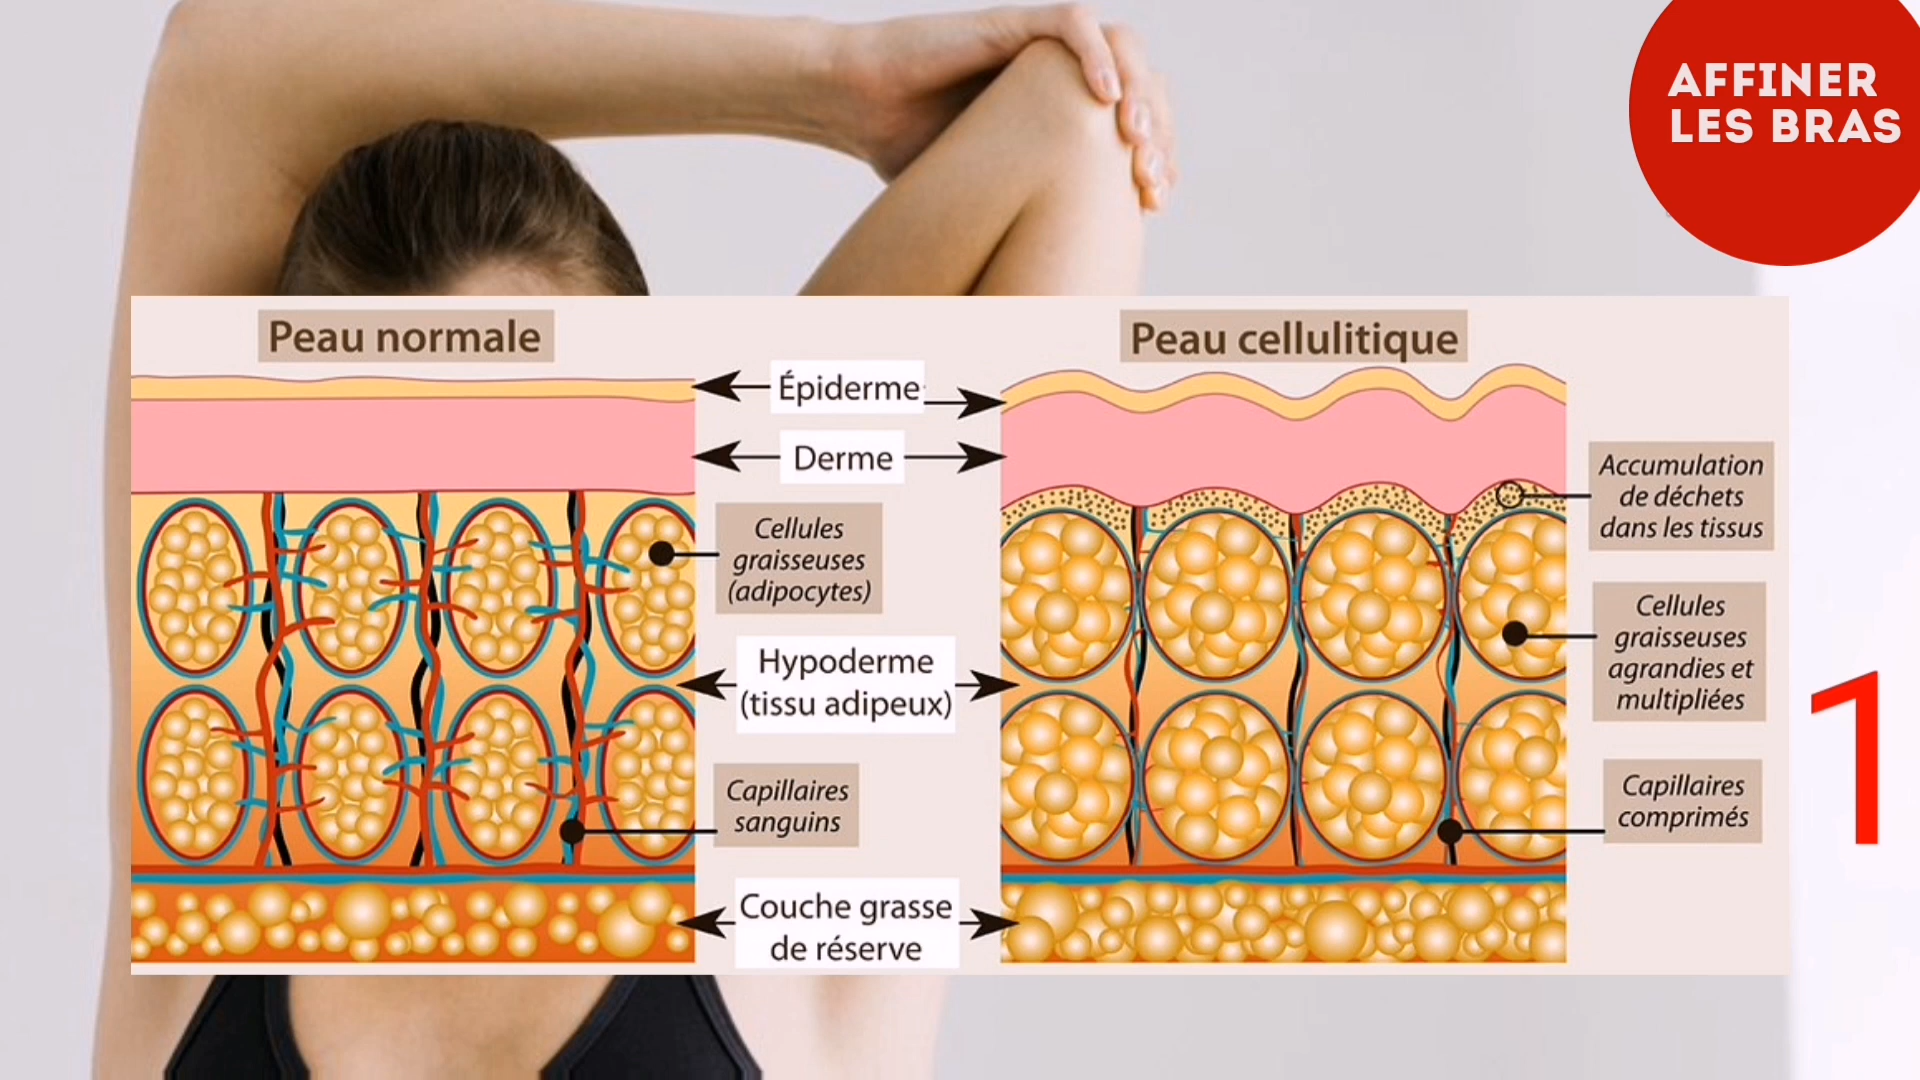 AFFINER
LES BRAS
Peau normale
Peau cellulitique
Épiderme
Derme
Accumulation
de déchets
dans les tissus
Cellules
graisseuses
(adipocytes)
Cellules
graisseuses
agrandies et
multipliées
Hypoderme
(tissu adipeux)
Capillaires
sanguins
Capillaires
comprimés
Couche grasse
de réserve
1